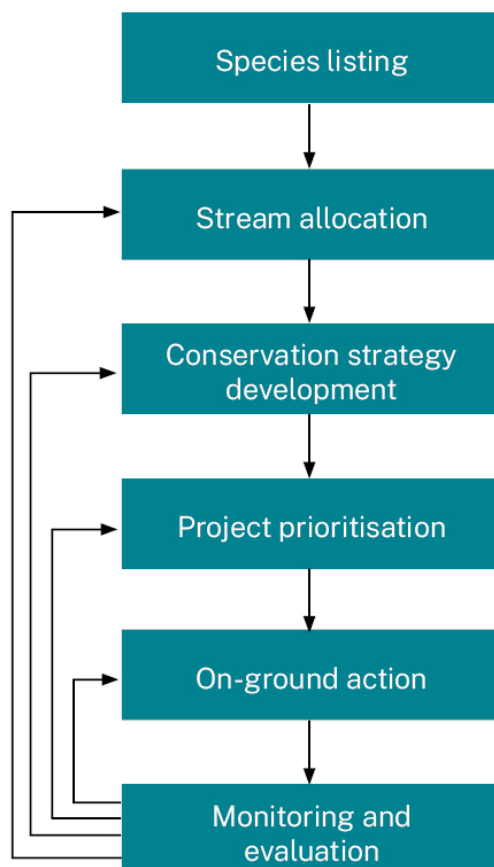 Species listing
Stream allocation
Conservation strategy
development
Project prioritisation
On-ground action
Monitoring and
evaluation